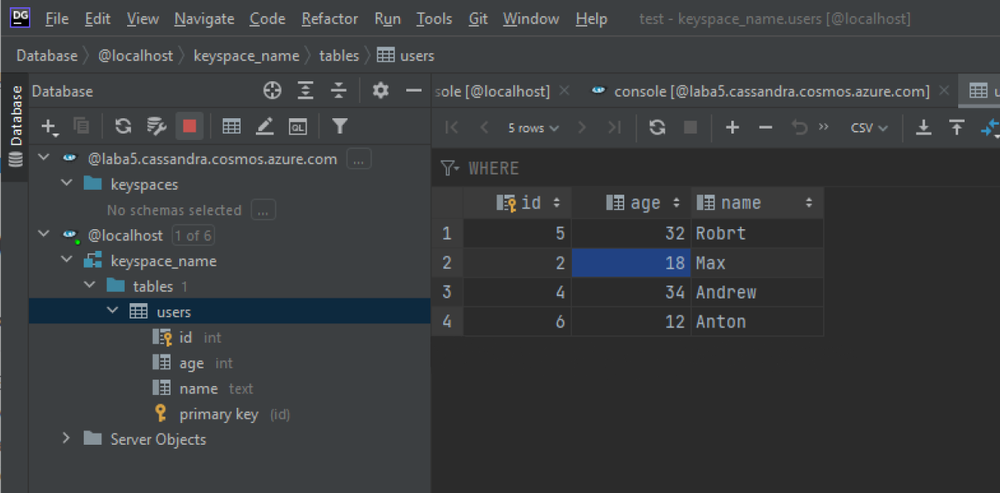 DG File Edit View Navigate Code Refactor Run Tools Git Window Help test - keyspace_name.users [@localhost]
Database @localhost keyspace_name tables users
Database
Database
sole [@localhost] console [@laba5.cassandra.cosmos.azure.com] u
QL
5 rows CSV
@laba5.cassandra.cosmos.azure.com ...
keyspaces
No schemas selected ...
@localhost 1 of 6
keyspace_name
tables 1
users
id int
age int
name text
primary key (id)
Server Objects
WHERE
id age name
1 5 32 Robrt
2 2 18 Max
3 4 34 Andrew
4 6 12 Anton